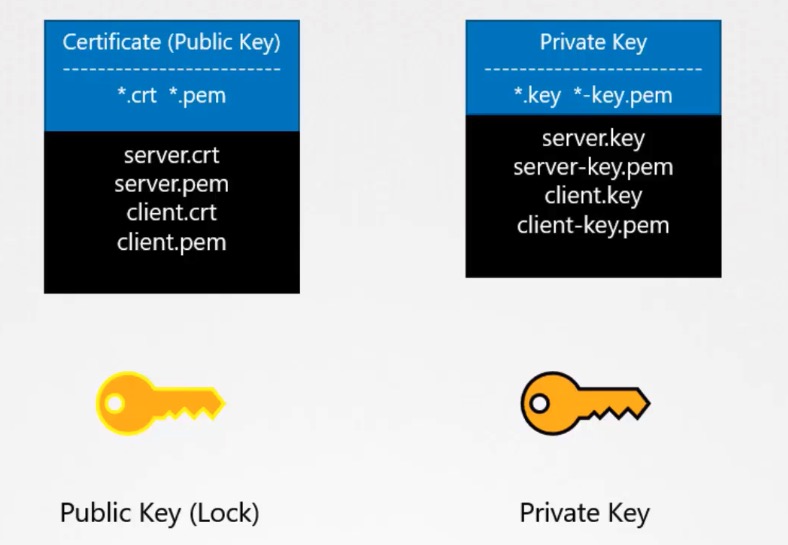 Certificate (Public Key)
----------------------------
*.crt *.pem
server.crt
server.pem
client.crt
client.pem
Private Key
----------------------------
*.key *-key.pem
server.key
server-key.pem
client.key
client-key.pem
Public Key (Lock)
Private Key